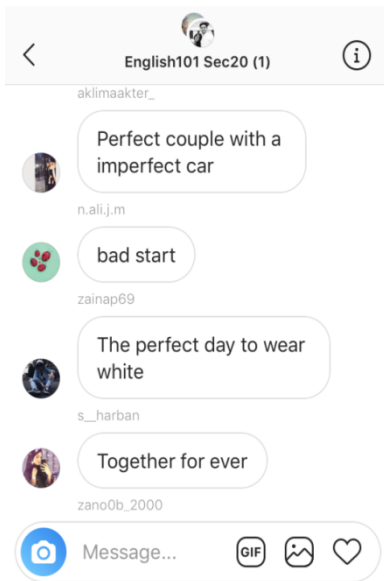 English101 Sec20 (1)
aklimaakter_
Perfect couple with a
imperfect car
n.ali.j.m
bad start
zainap69
The perfect day to wear
white
s__harban
Together for ever
zano0b_2000
Message...
GIF